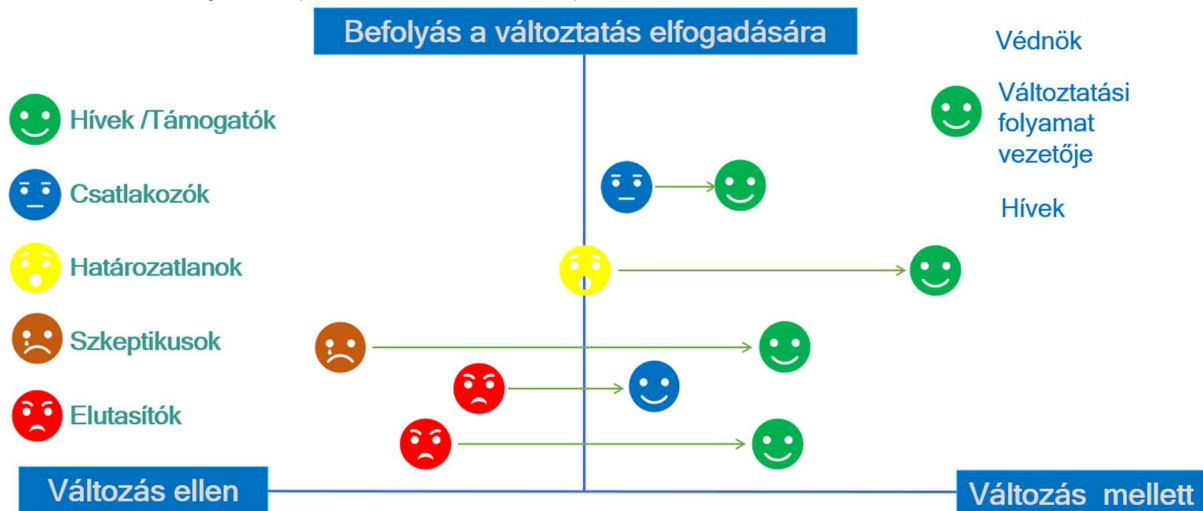 Befolyás a változtatás elfogadására
Védnök
Hívek /Támogatók
Változtatási
folyamat
vezetője
Csatlakozók
Hívek
Határozatlanok
Szkeptikusok
Elutasítók
Változás ellen
Változás mellett